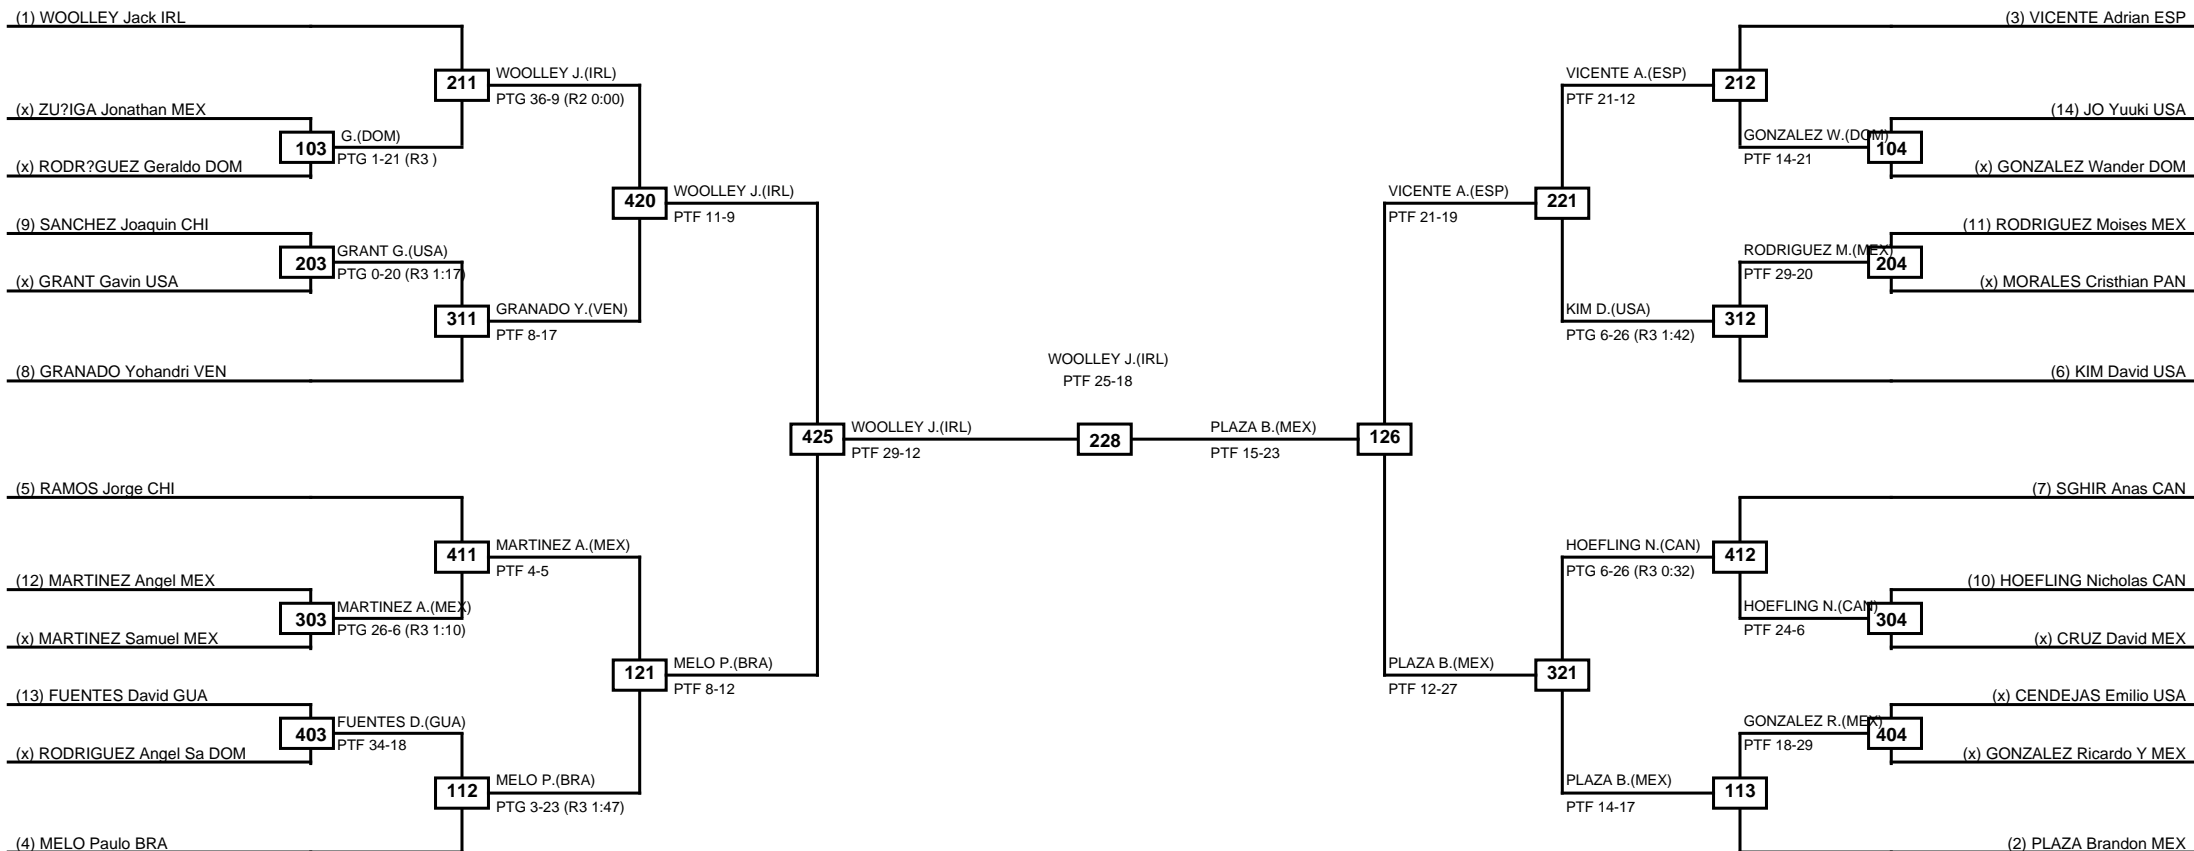 (1) WOOLLEY Jack IRL
(x) ZU?IGA Jonathan MEX
(x) RODR?GUEZ Geraldo DOM
(9) SANCHEZ Joaquin CHI
(x) GRANT Gavin USA
(8) GRANADO Yohandri VEN
(5) RAMOS Jorge CHI
(12) MARTINEZ Angel MEX
(x) MARTINEZ Samuel MEX
(13) FUENTES David GUA
(x) RODRIGUEZ Angel Sa DOM
(4) MELO Paulo BRA
103
G.(DOM)
PTG 1-21 (R3 )
203
GRANT G.(USA)
PTG 0-20 (R3 1:17)
303
MARTINEZ A.(MEX)
PTG 26-6 (R3 1:10)
403
FUENTES D.(GUA)
PTF 34-18
211
WOOLLEY J.(IRL)
PTG 36-9 (R2 0:00)
311
GRANADO Y.(VEN)
PTF 8-17
411
MARTINEZ A.(MEX)
PTF 4-5
112
MELO P.(BRA)
PTG 3-23 (R3 1:47)
420
WOOLLEY J.(IRL)
PTF 11-9
121
MELO P.(BRA)
PTF 8-12
425
WOOLLEY J.(IRL)
PTF 29-12
WOOLLEY J.(IRL)
PTF 25-18
228
PLAZA B.(MEX)
PTF 15-23
126
VICENTE A.(ESP)
PTF 21-19
221
PLAZA B.(MEX)
PTF 12-27
321
VICENTE A.(ESP)
PTF 21-12
212
KIM D.(USA)
PTG 6-26 (R3 1:42)
312
HOEFLING N.(CAN)
PTG 6-26 (R3 0:32)
412
PLAZA B.(MEX)
PTF 14-17
113
GONZALEZ W.(DOM)
PTF 14-21
104
RODRIGUEZ M.(MEX)
PTF 29-20
204
HOEFLING N.(CAN)
PTF 24-6
304
GONZALEZ R.(MEX)
PTF 18-29
404
(3) VICENTE Adrian ESP
(14) JO Yuuki USA
(x) GONZALEZ Wander DOM
(11) RODRIGUEZ Moises MEX
(x) MORALES Cristhian PAN
(6) KIM David USA
(7) SGHIR Anas CAN
(10) HOEFLING Nicholas CAN
(x) CRUZ David MEX
(x) CENDEJAS Emilio USA
(x) GONZALEZ Ricardo Y MEX
(2) PLAZA Brandon MEX